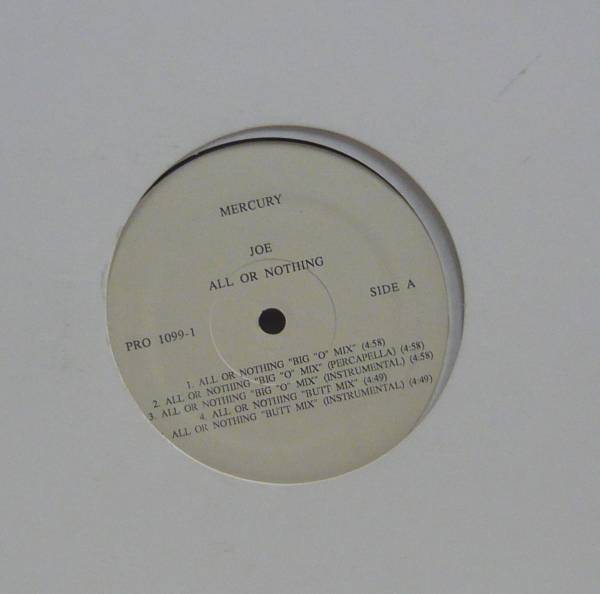 MERCURY
JOE
ALL OR NOTHING
SIDE A
PRO 1099-1
1. ALL OR NOTHING "BIG "O" MIX" (4:58)
2. ALL OR NOTHING "BIG "O" MIX" (PERCAPELLA) (4:58)
3. ALL OR NOTHING "BIG "O" MIX" (INSTRUMENTAL) (4:58)
4. ALL OR NOTHING "BUTT MIX" (4:49)
ALL OR NOTHING "BUTT MIX" (INSTRUMENTAL) (4:49)